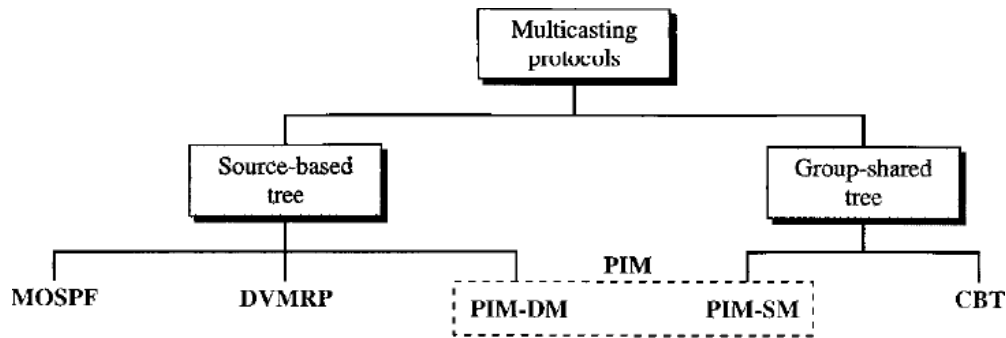 Multicasting
protocols
Source-based
tree
Group-shared
tree
PIM
MOSPF
DVMRP
PIM-DM
PIM-SM
CBT